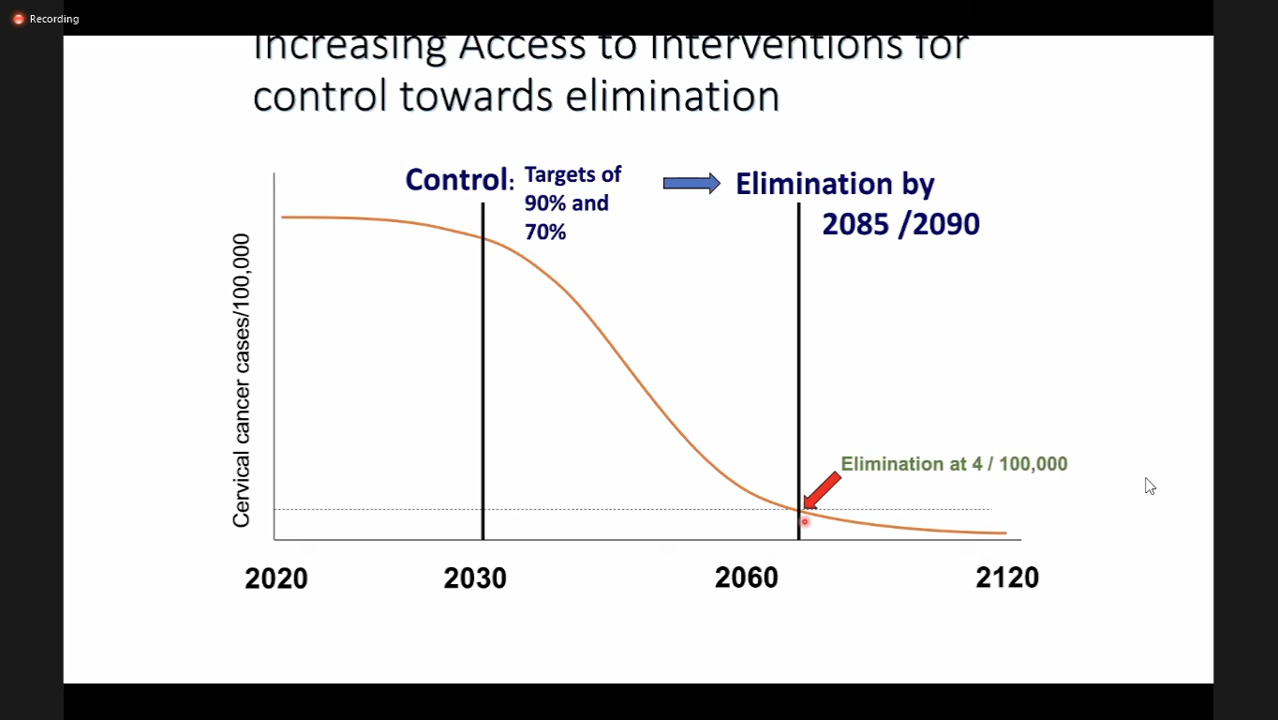 Recording
Increasing Access to Interventions for
control towards elimination
Control: Targets of
90% and
70%
Elimination by
2085 /2090
Cervical cancer cases/100,000
Elimination at 4 / 100,000
2020
2030
2060
2120